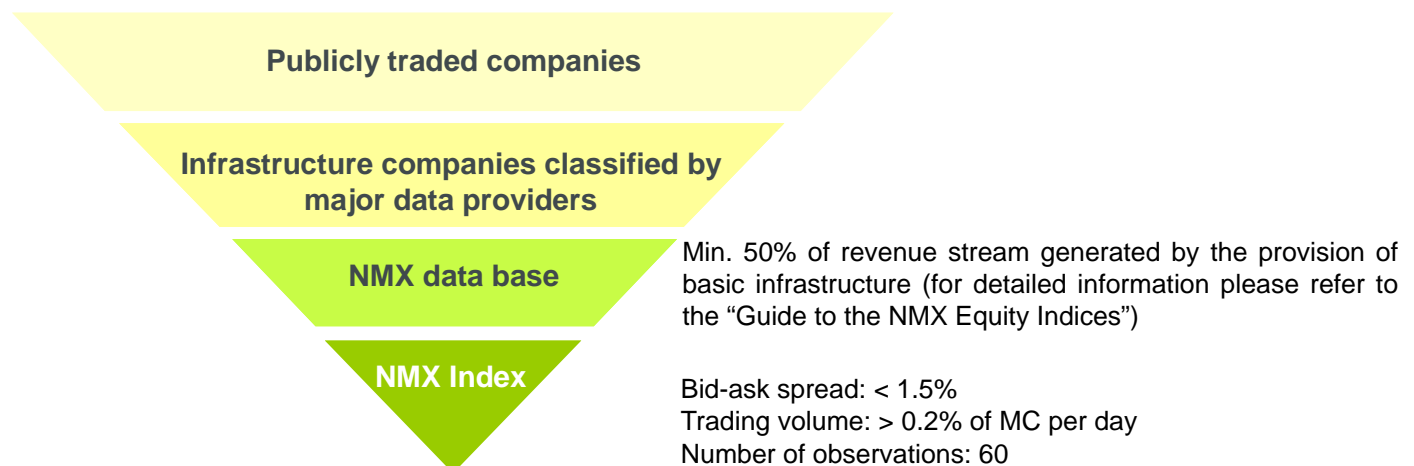 Publicly traded companies
Infrastructure companies classified by
major data providers
NMX data base
Min. 50% of revenue stream generated by the provision of
basic infrastructure (for detailed information please refer to
the “Guide to the NMX Equity Indices”)
NMX Index
Bid-ask spread: < 1.5%
Trading volume: > 0.2% of MC per day
Number of observations: 60